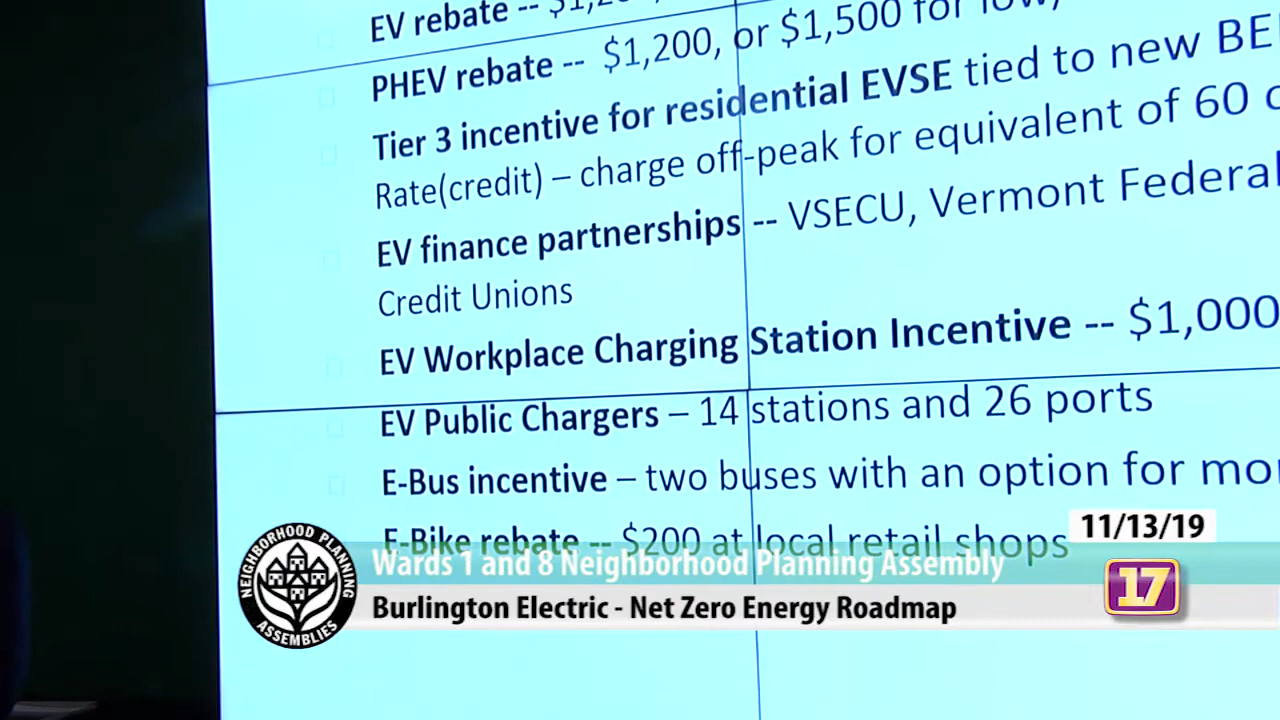 EV rebate --
PHEV rebate -- $1,200, or $1,500 for low
Tier 3 incentive for residential EVSE tied to new
Rate(credit) – charge off-peak for equivalent of 60
EV finance partnerships -- VSECU, Vermont Federal
Credit Unions
EV Workplace Charging Station Incentive -- $1,000
EV Public Chargers – 14 stations and 26 ports
E-Bus incentive – two buses with an option for
E-Bike rebate -- $200 at local retail shops
11/13/19
NEIGHBORHOOD PLANNING ASSEMBLIES
Wards 1 and 8 Neighborhood Planning Assembly
17
Burlington Electric - Net Zero Energy Roadmap